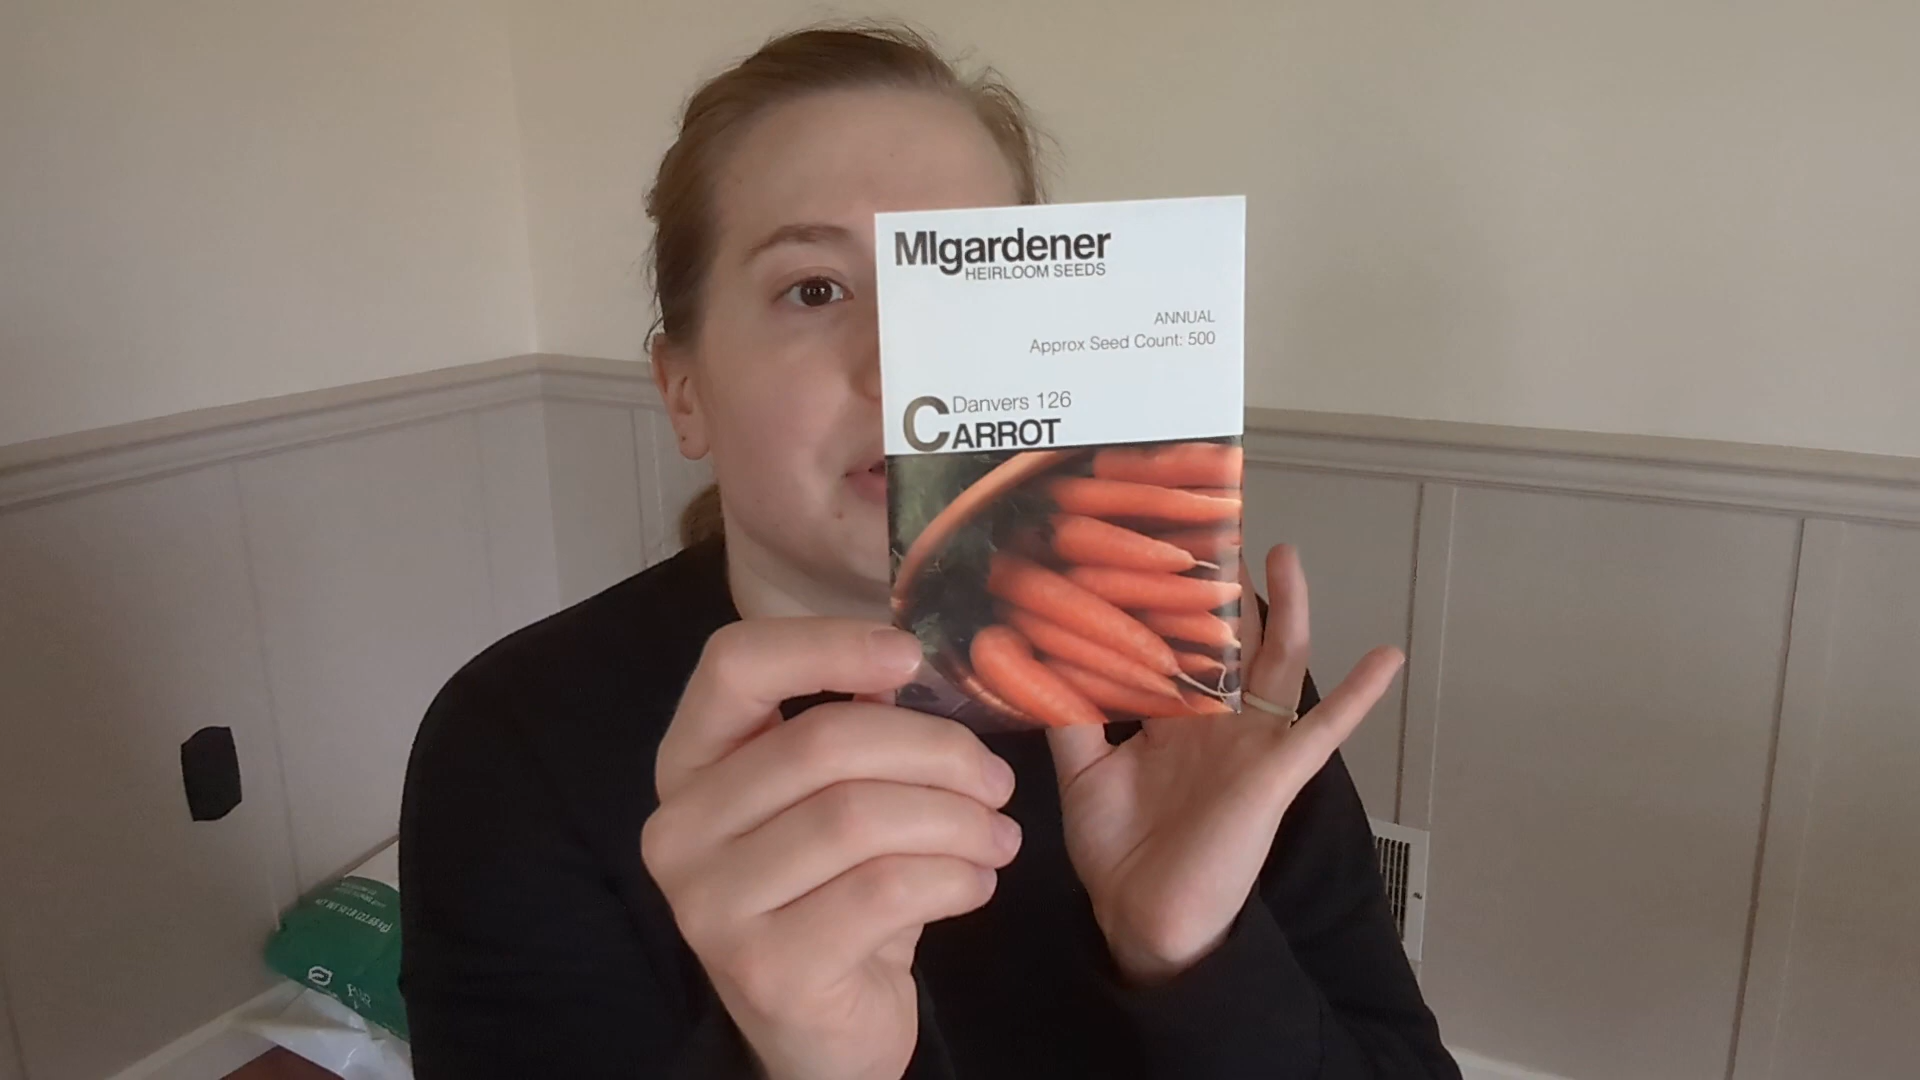 MIgardener
HEIRLOOM SEEDS
ANNUAL
Approx Seed Count: 500
Danvers 126
CARROT